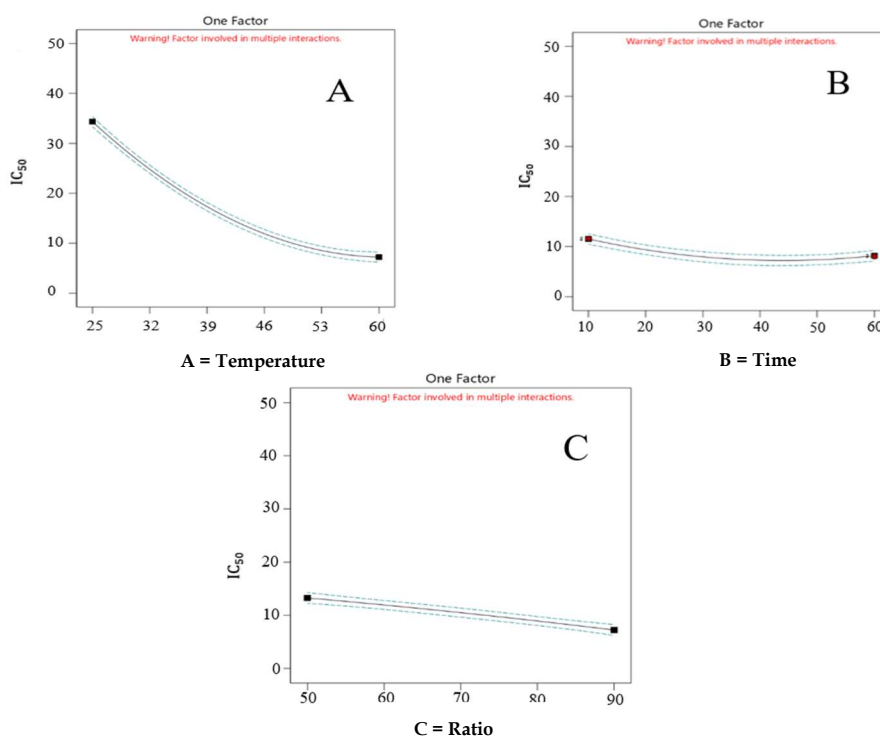 One Factor
Warning! Factor involved in multiple interactions.
A
IC50
50
40
30
20
10
0
25 32 39 46 53 60
A = Temperature
Warning! Factor involved in multiple interactions.
B
IC50
50
40
30
20
10
0
10 20 30 40 50 60
B = Time
One Factor
Warning! Factor involved in multiple interactions.
C
IC50
50
40
30
20
10
0
50 60 70 80 90
C = Ratio